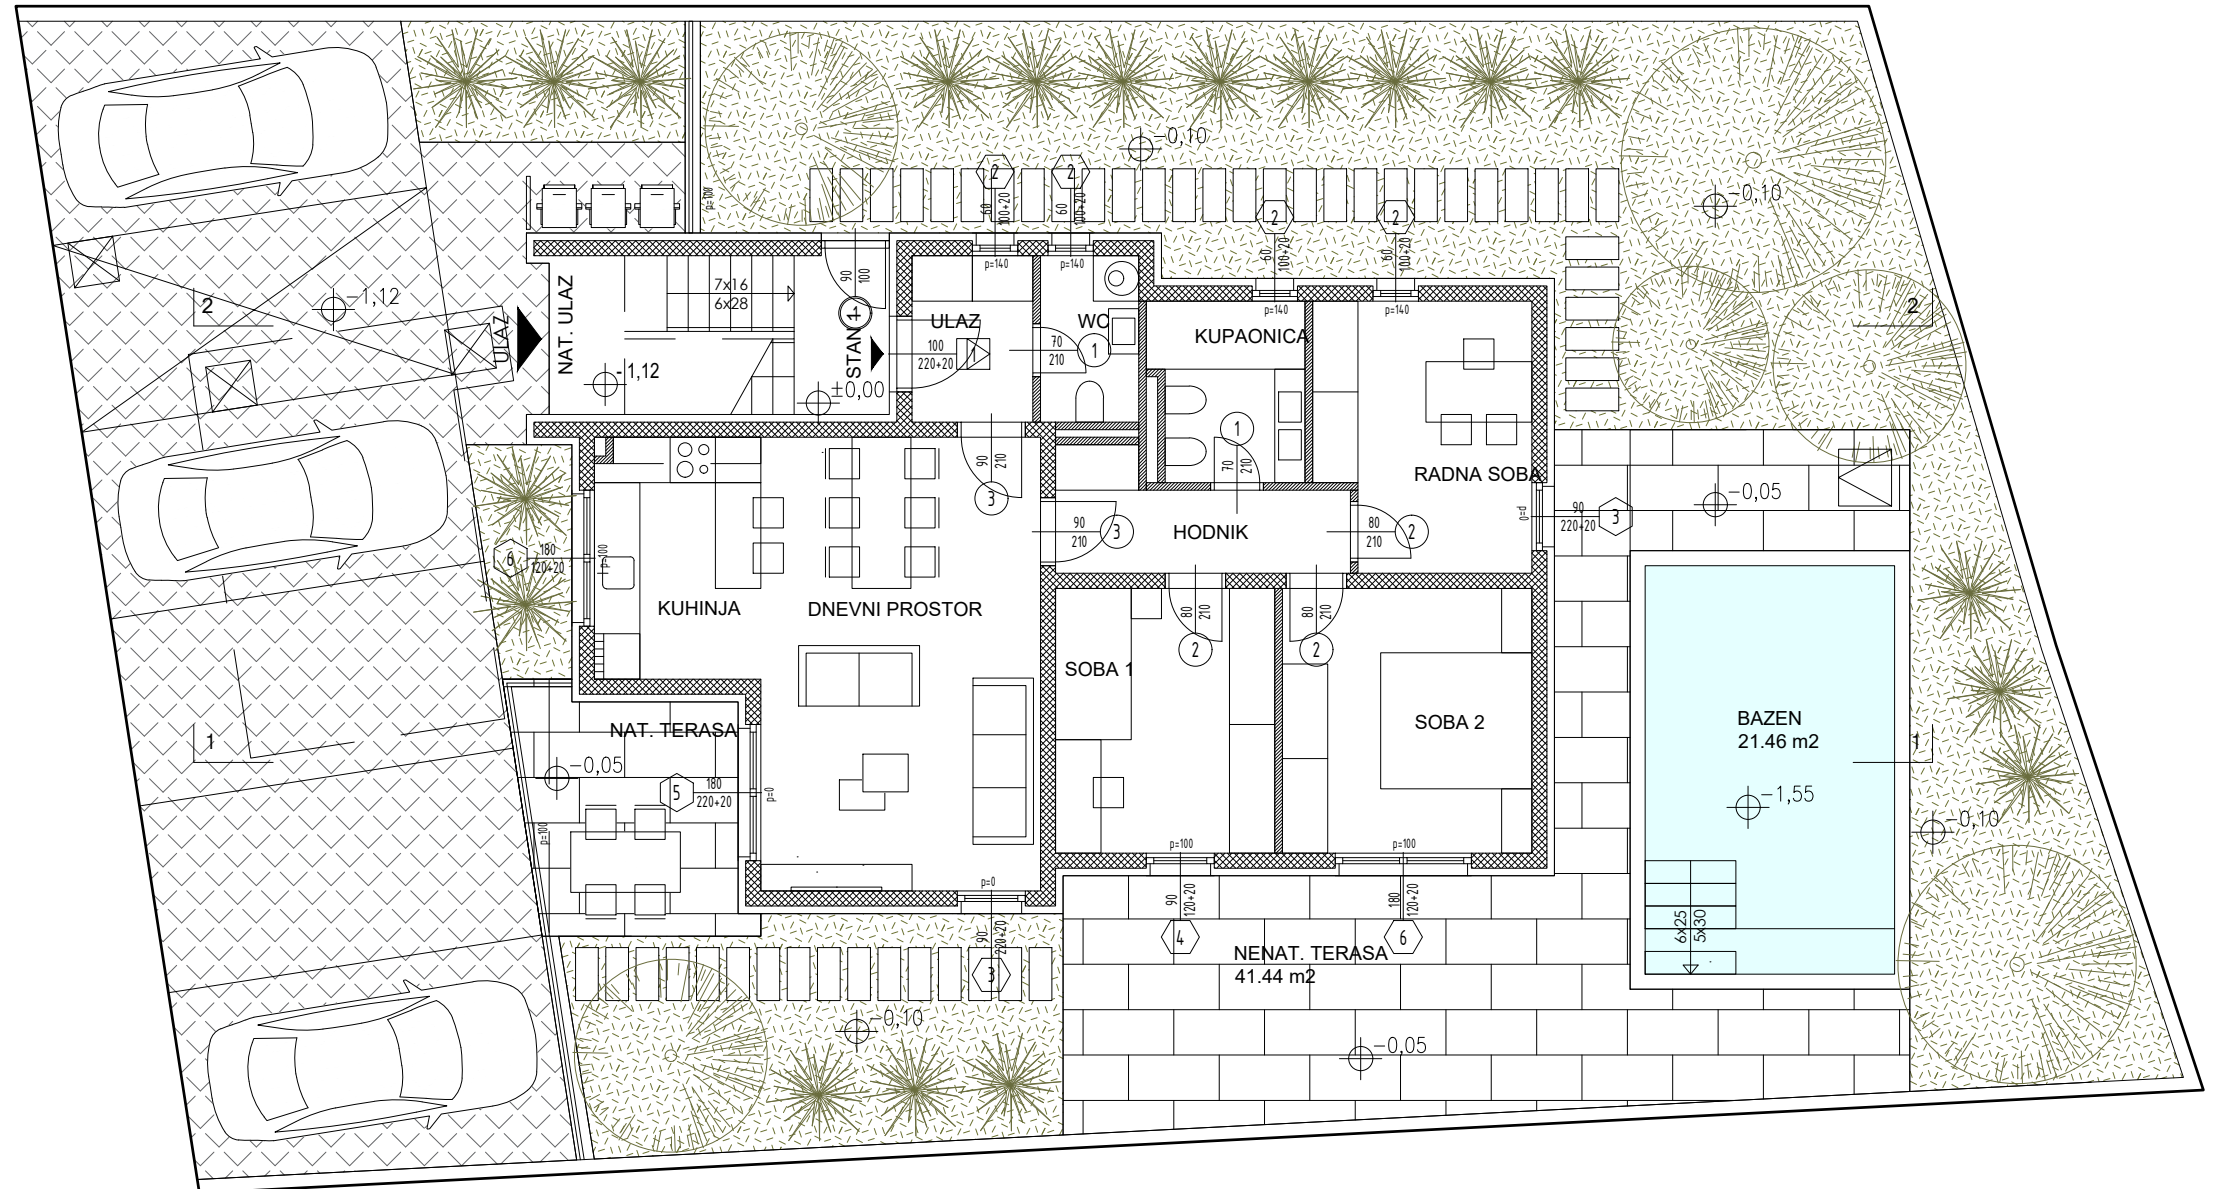 -0,10
-0,10
p=100
2
2
60
100+20
60
100+20
2
2
60
100+20
60
100+20
p=140
p=140
p=140
p=140
2
-1,12
ULAZ
NAT. ULAZ
7x16
6x28
90
100
1
STAN 1
-1,12
±0,00
ULAZ
100
220+20
1
WC
70
210
1
KUPAONICA
1
70
210
2
RADNA SOBA
-0,05
90
220+20
3
p=0
90
210
3
90
210
3
HODNIK
80
210
2
6
180
120+20
p=100
KUHINJA
DNEVNI PROSTOR
80
210
2
80
210
2
SOBA 1
SOBA 2
1
NAT. TERASA
-0,05
5
180
220+20
p=0
p=100
BAZEN
21.46 m2
1
-1,55
-0,10
p=100
p=100
p=0
90
120+20
4
180
120+20
6
90
220+20
3
NENAT. TERASA
41.44 m2
6x25
5x30
-0,10
-0,05